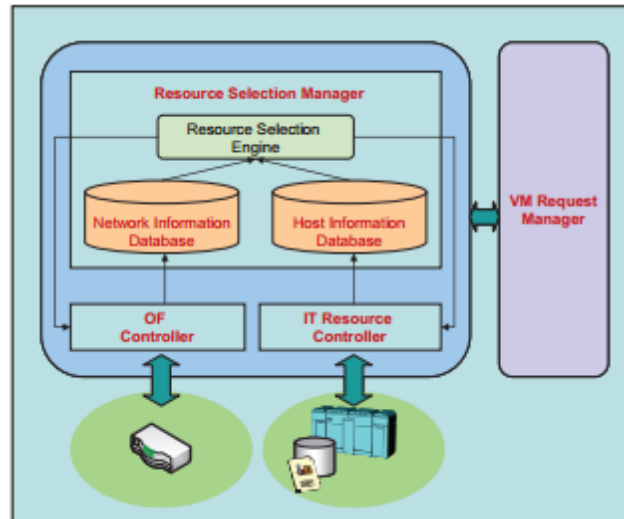 Resource Selection Manager
Resource Selection
Engine
Network Information
Database
Host Information
Database
VM Request
Manager
OF
Controller
IT Resource
Controller